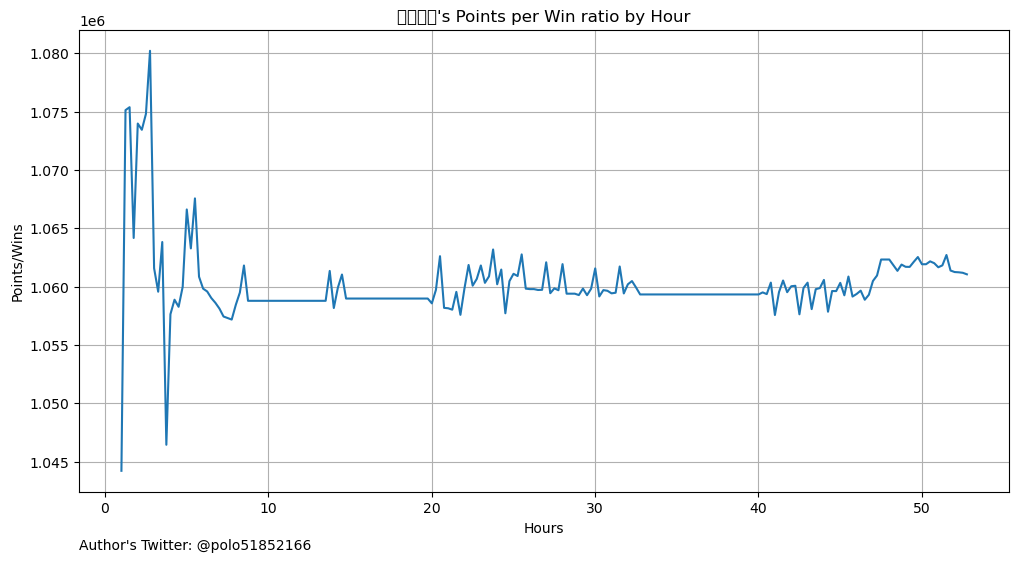 's Points per Win ratio by Hour
1e6
1.080
1.075
1.070
1.065
1.060
1.055
1.050
1.045
Points/Wins
0 10 20 30 40 50
Hours
Author's Twitter: @polo51852166